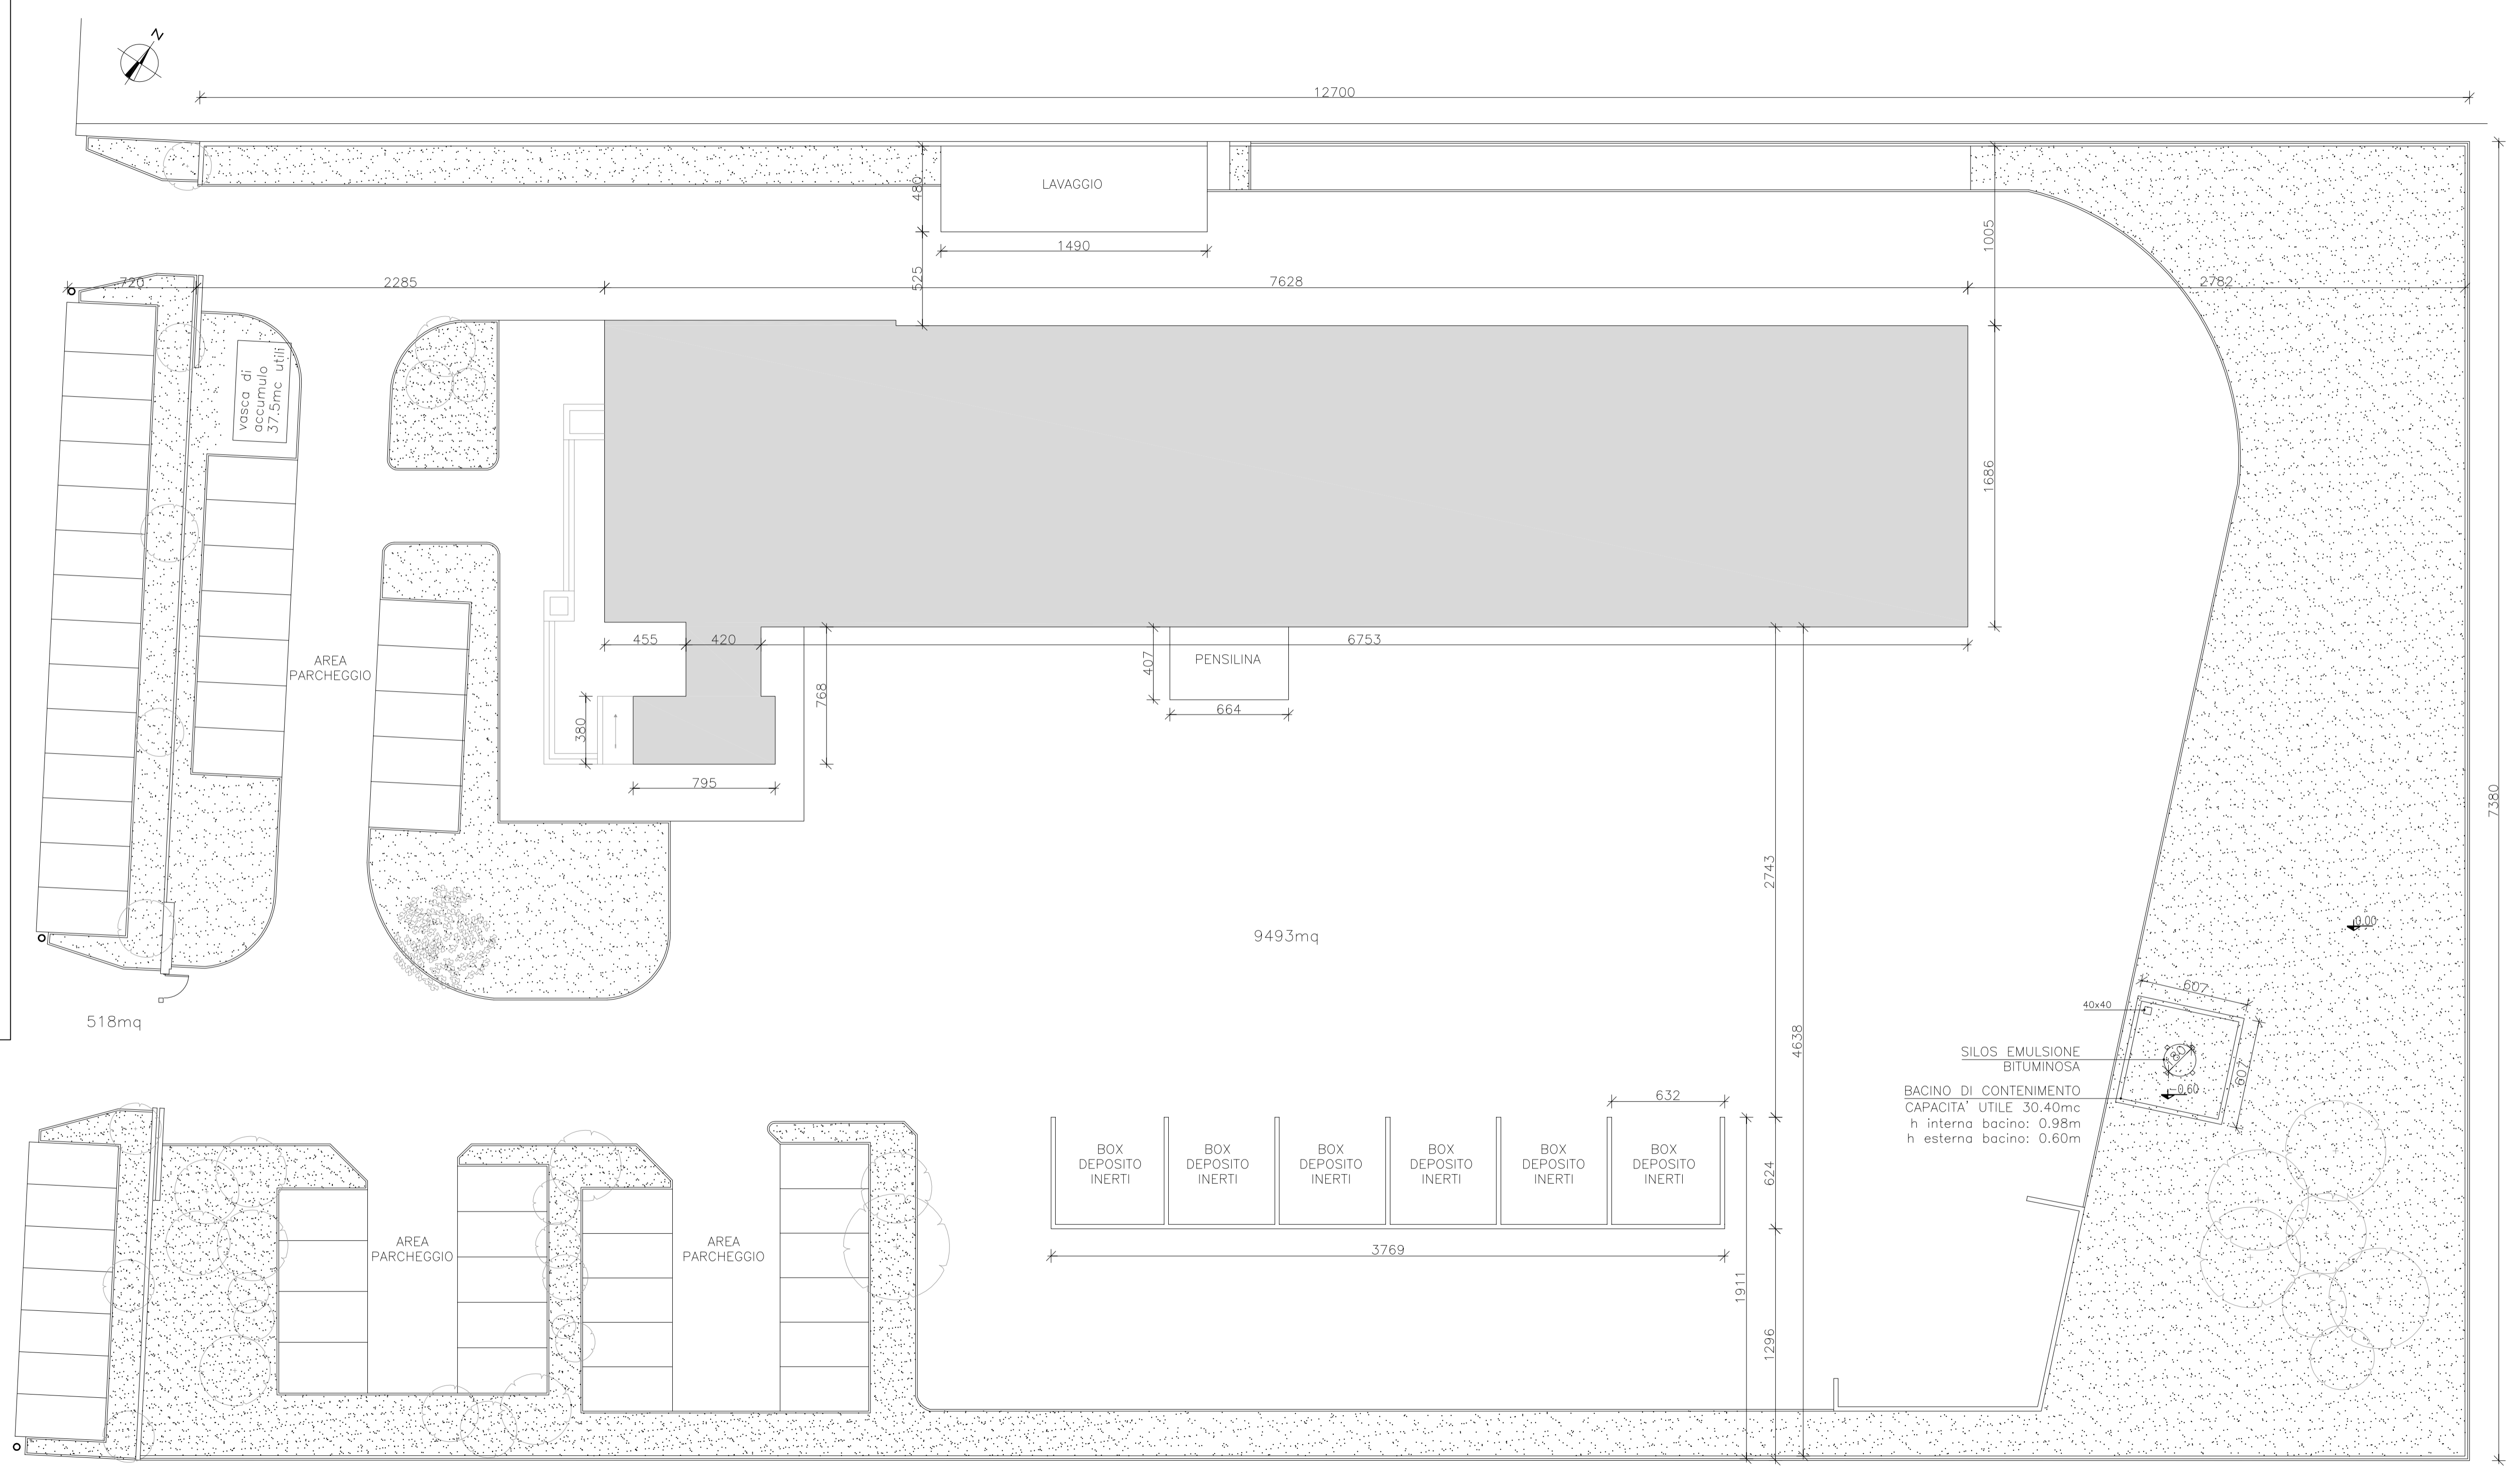 N
12700
LAVAGGIO
480
1490
1005
525
720
2285
7628
2782
vasca di
accumulo
37.5mc utili
1686
455
420
6753
AREA
PARCHEGGIO
407
PENSILINA
768
664
380
795
7380
2743
0.00
9493mq
607
40x40
518mq
4638
SILOS EMULSIONE
BITUMINOSA
80
607
-0.60
BACINO DI CONTENIMENTO
CAPACITA' UTILE 30.40mc
h interna bacino: 0.98m
h esterna bacino: 0.60m
632
BOX
DEPOSITO
INERTI
BOX
DEPOSITO
INERTI
BOX
DEPOSITO
INERTI
BOX
DEPOSITO
INERTI
BOX
DEPOSITO
INERTI
BOX
DEPOSITO
INERTI
624
AREA
PARCHEGGIO
AREA
PARCHEGGIO
3769
1911
1296